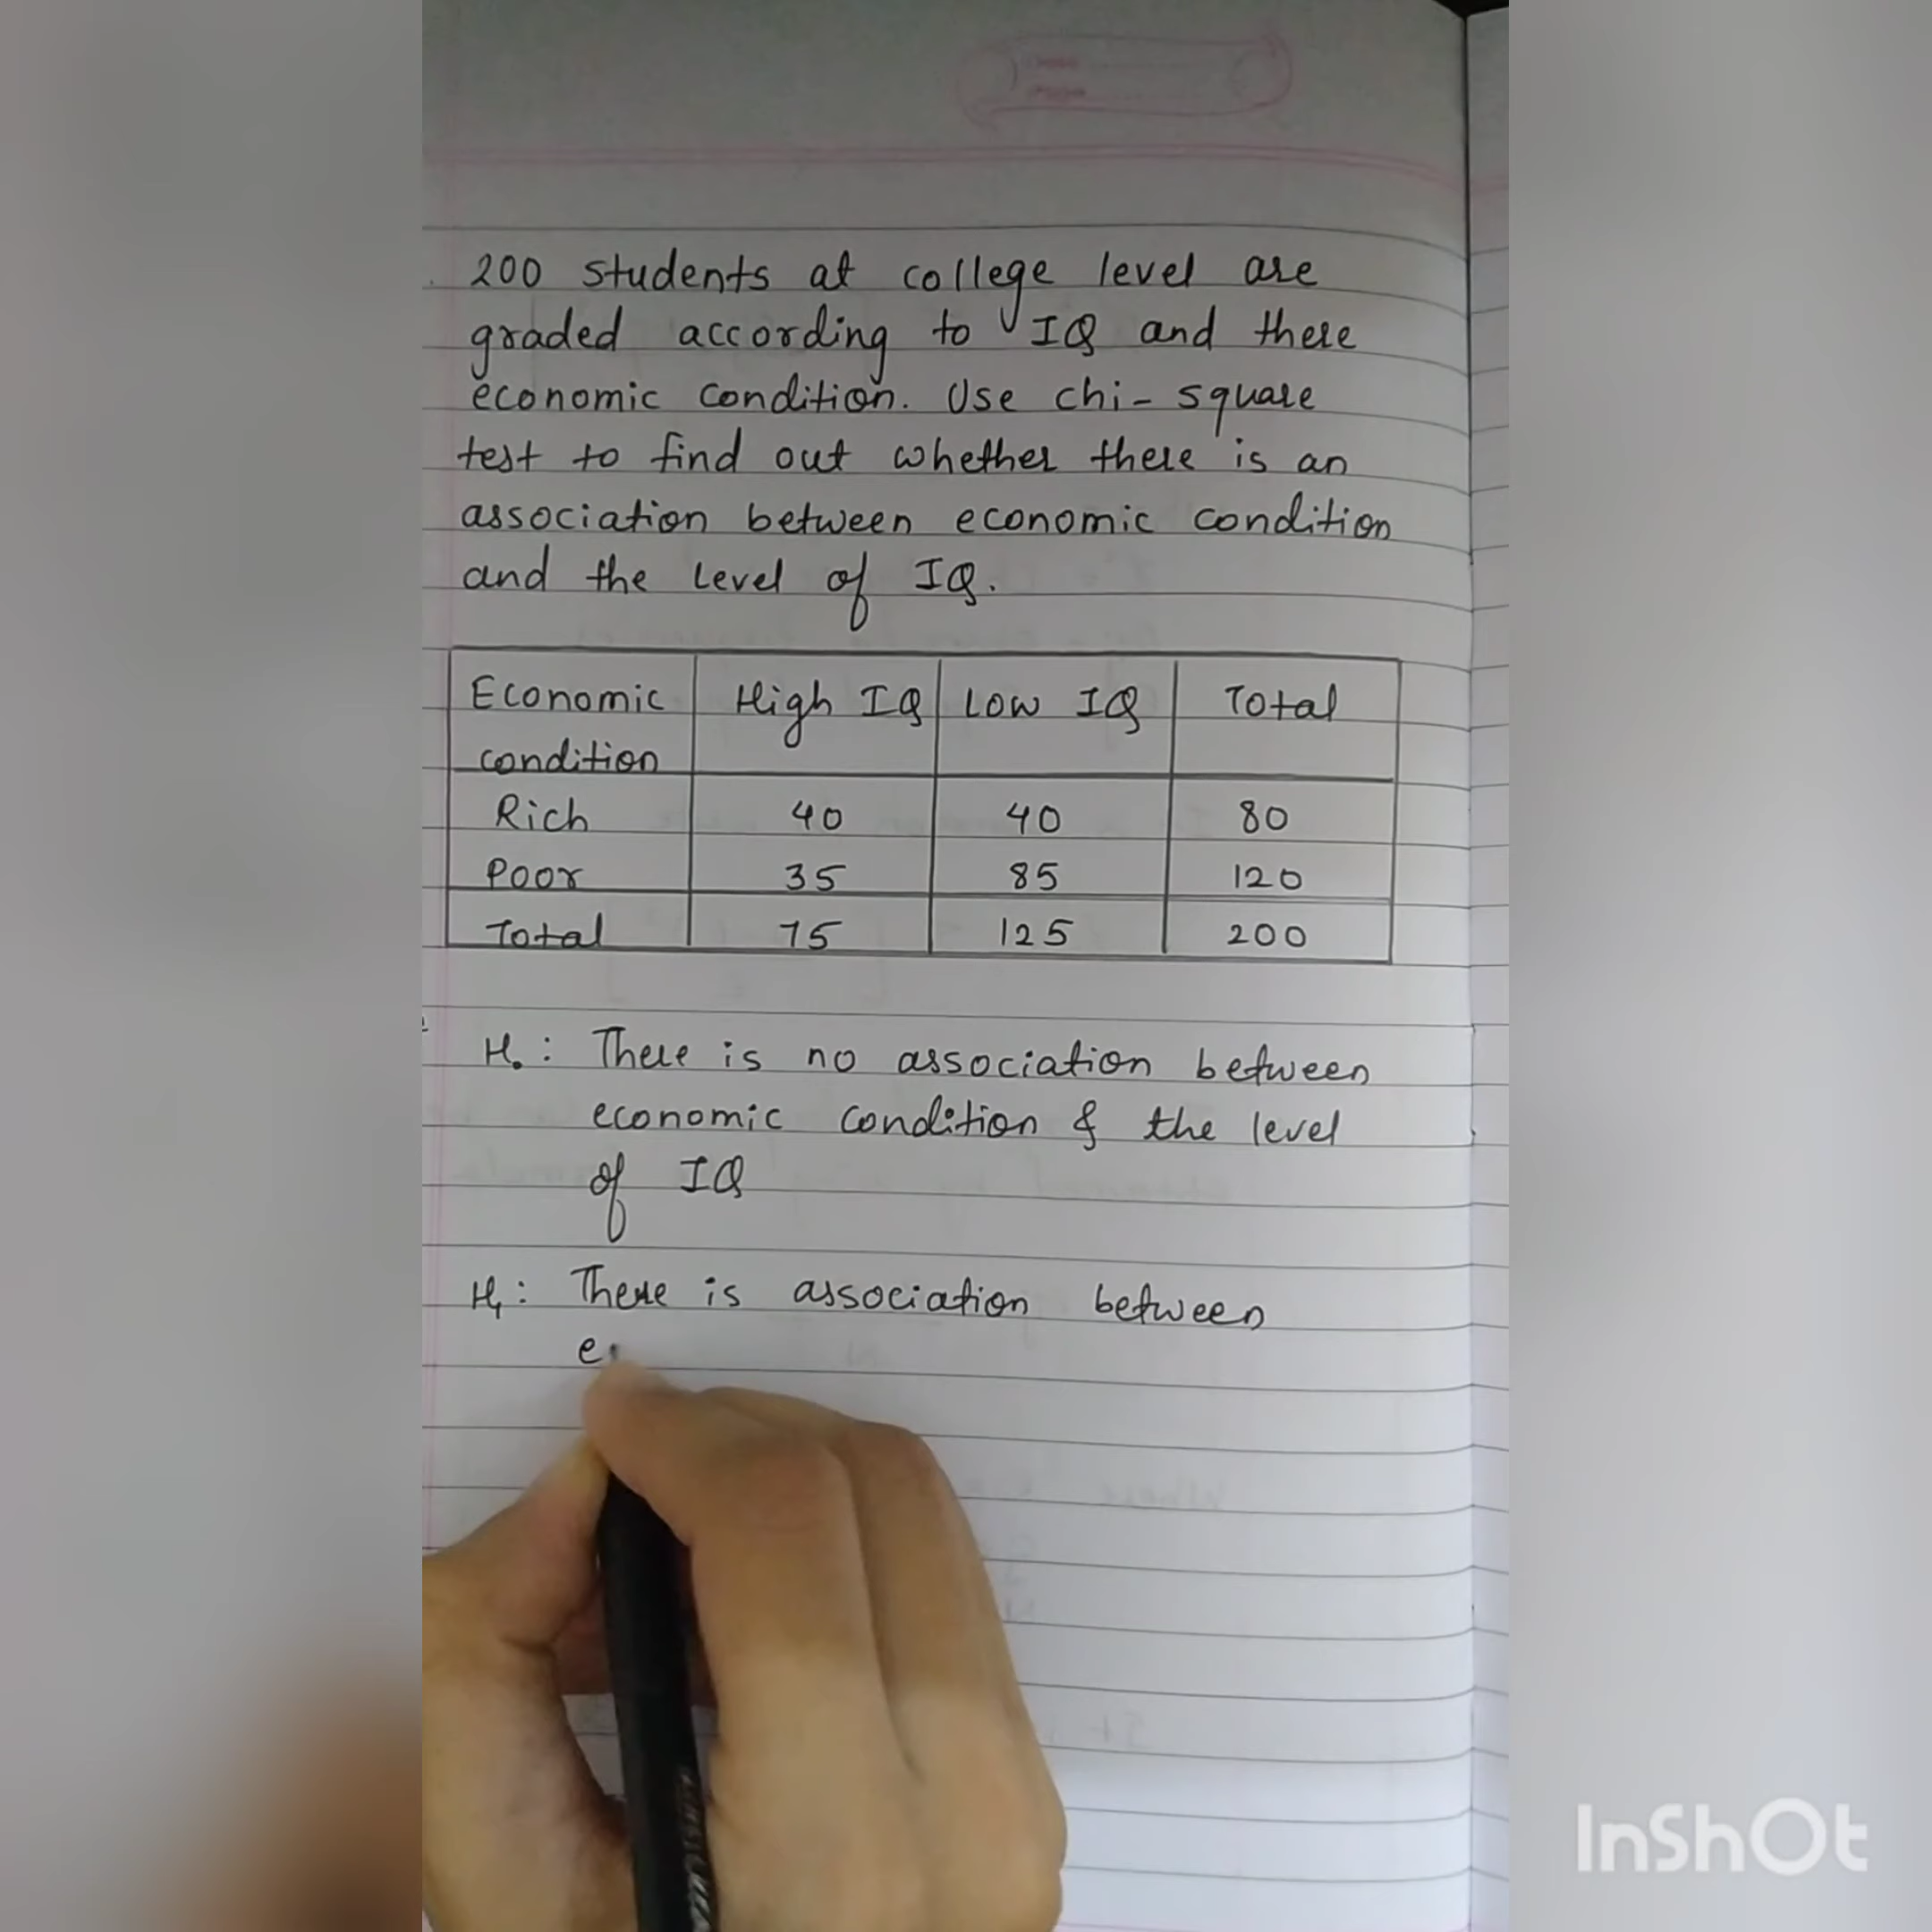 200 students at college level are
graded according to IQ and there
economic condition. Use chi-square
test to find out whether there is an
association between economic condition
and the level of IQ.
Economic condition High IQ Low IQ Total
Rich 40 40 80
Poor 35 85 120
Total 75 125 200
H₀: There is no association between
economic condition & the level
of IQ
H₁: There is association between
InShOt